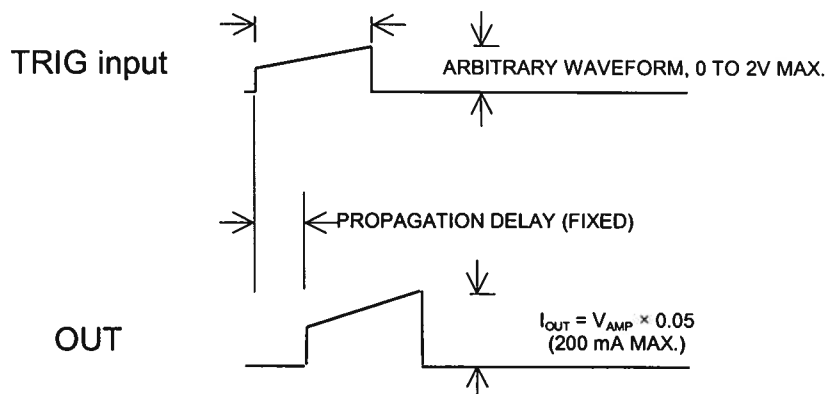 TRIG input
ARBITRARY WAVEFORM, 0 TO 2V MAX.
PROPAGATION DELAY (FIXED)
OUT
I_OUT = V_AMP × 0.05
(200 mA MAX.)